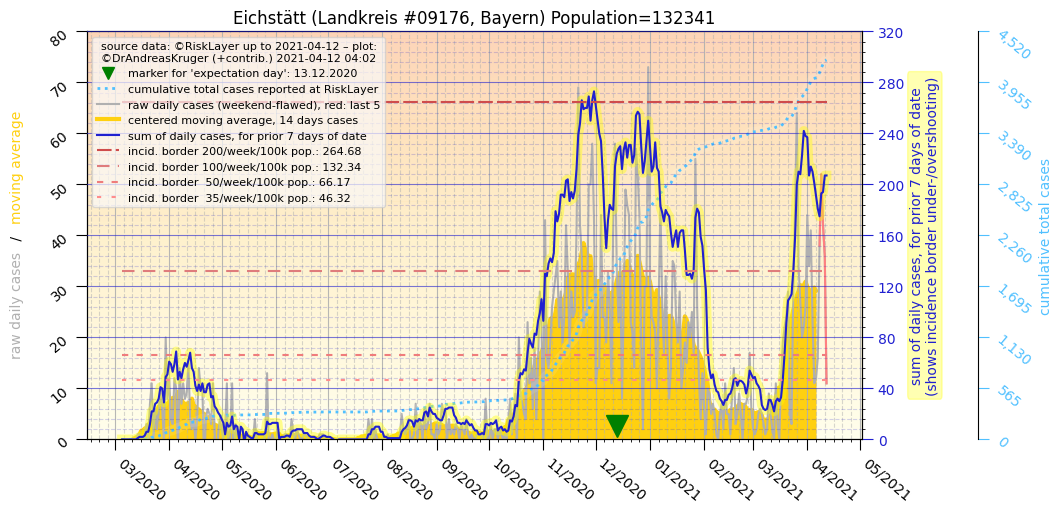 Eichstätt (Landkreis #09176, Bayern) Population=132341
source data: ©RiskLayer up to 2021-04-12 – plot:
©DrAndreasKruger (+contrib.) 2021-04-12 04:02
marker for 'expectation day': 13.12.2020
cumulative total cases reported at RiskLayer
raw daily cases (weekend-flawed), red: last 5
centered moving average, 14 days cases
sum of daily cases, for prior 7 days of date
incid. border 200/week/100k pop.: 264.68
incid. border 100/week/100k pop.: 132.34
incid. border  50/week/100k pop.: 66.17
incid. border  35/week/100k pop.: 46.32
raw daily cases / moving average
80
70
60
50
40
30
20
10
0
03/2020
04/2020
05/2020
06/2020
07/2020
08/2020
09/2020
10/2020
11/2020
12/2020
01/2021
02/2021
03/2021
04/2021
05/2021
320
280
240
200
160
120
80
40
0
sum of daily cases, for prior 7 days of date
(shows incidence border under-/overshooting)
4,520
3,955
3,390
2,825
2,260
1,695
1,130
565
0
cumulative total cases